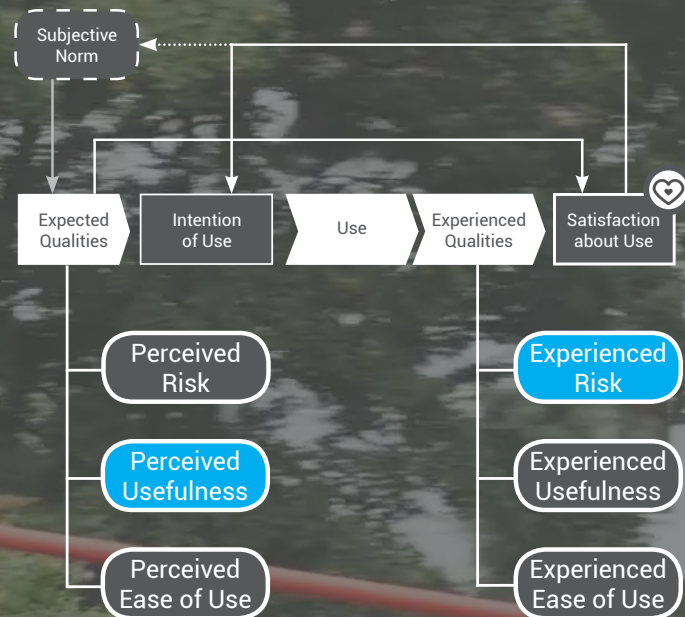 Subjective
Norm
Expected
Qualities
Intention
of Use
Use
Experienced
Qualities
Satisfaction
about Use
Perceived
Risk
Experienced
Risk
Perceived
Usefulness
Experienced
Usefulness
Perceived
Ease of Use
Experienced
Ease of Use